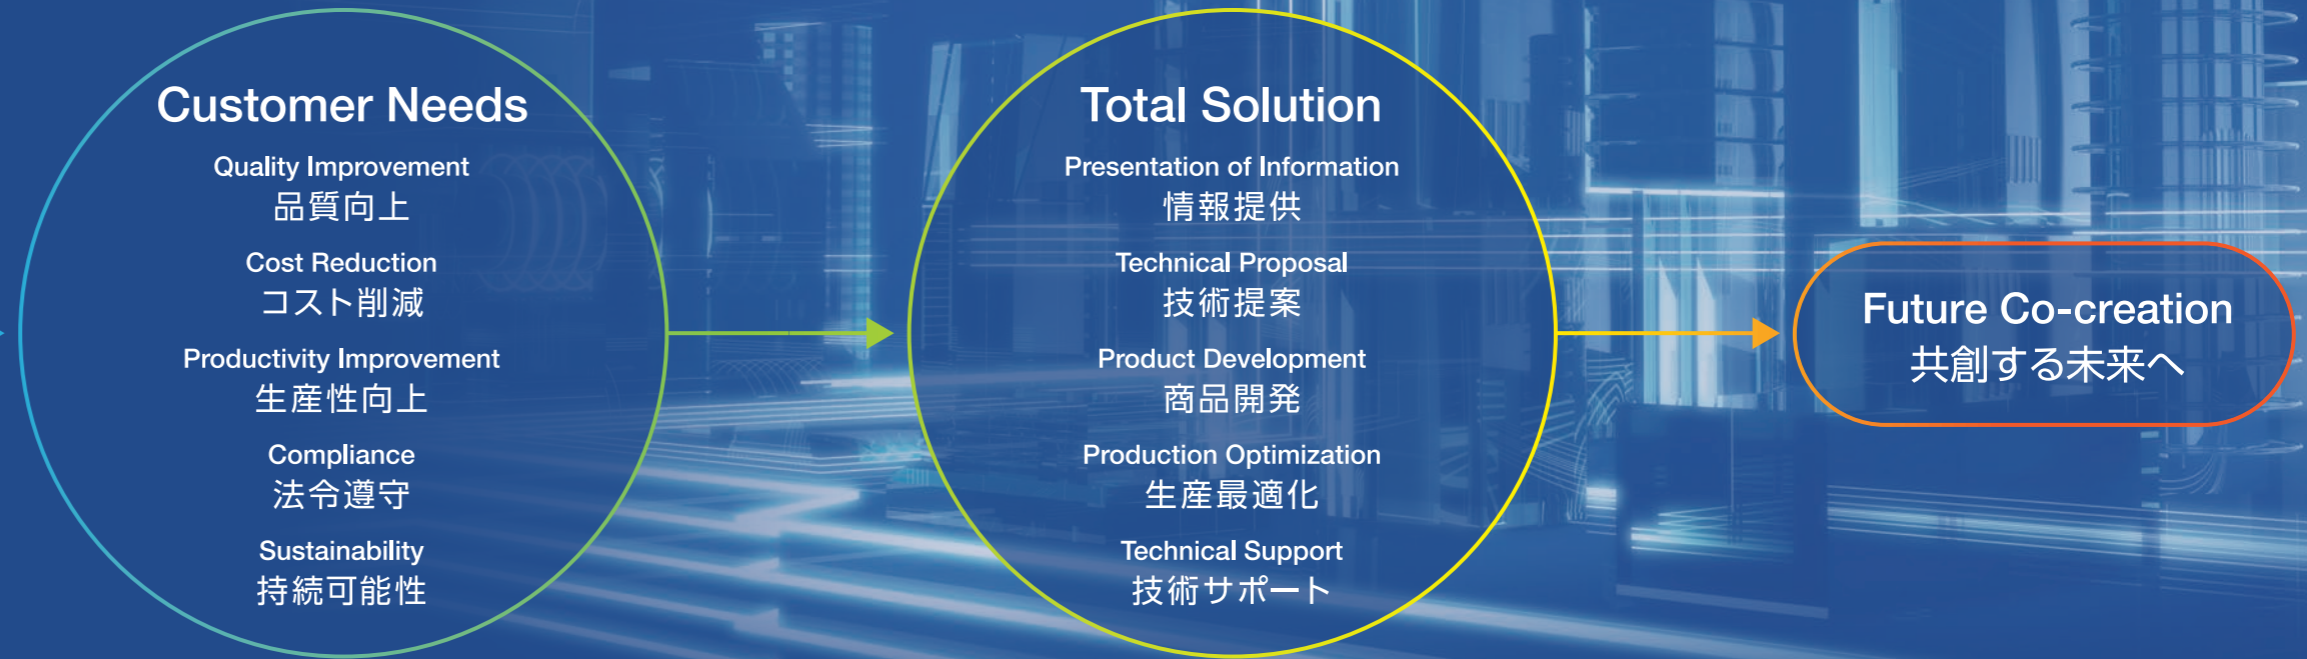 Customer Needs
Quality Improvement
品質向上
Cost Reduction
コスト削減
Productivity Improvement
生産性向上
Compliance
法令遵守
Sustainability
持続可能性
Total Solution
Presentation of Information
情報提供
Technical Proposal
技術提案
Product Development
商品開発
Production Optimization
生産最適化
Technical Support
技術サポート
Future Co-creation
共創する未来へ